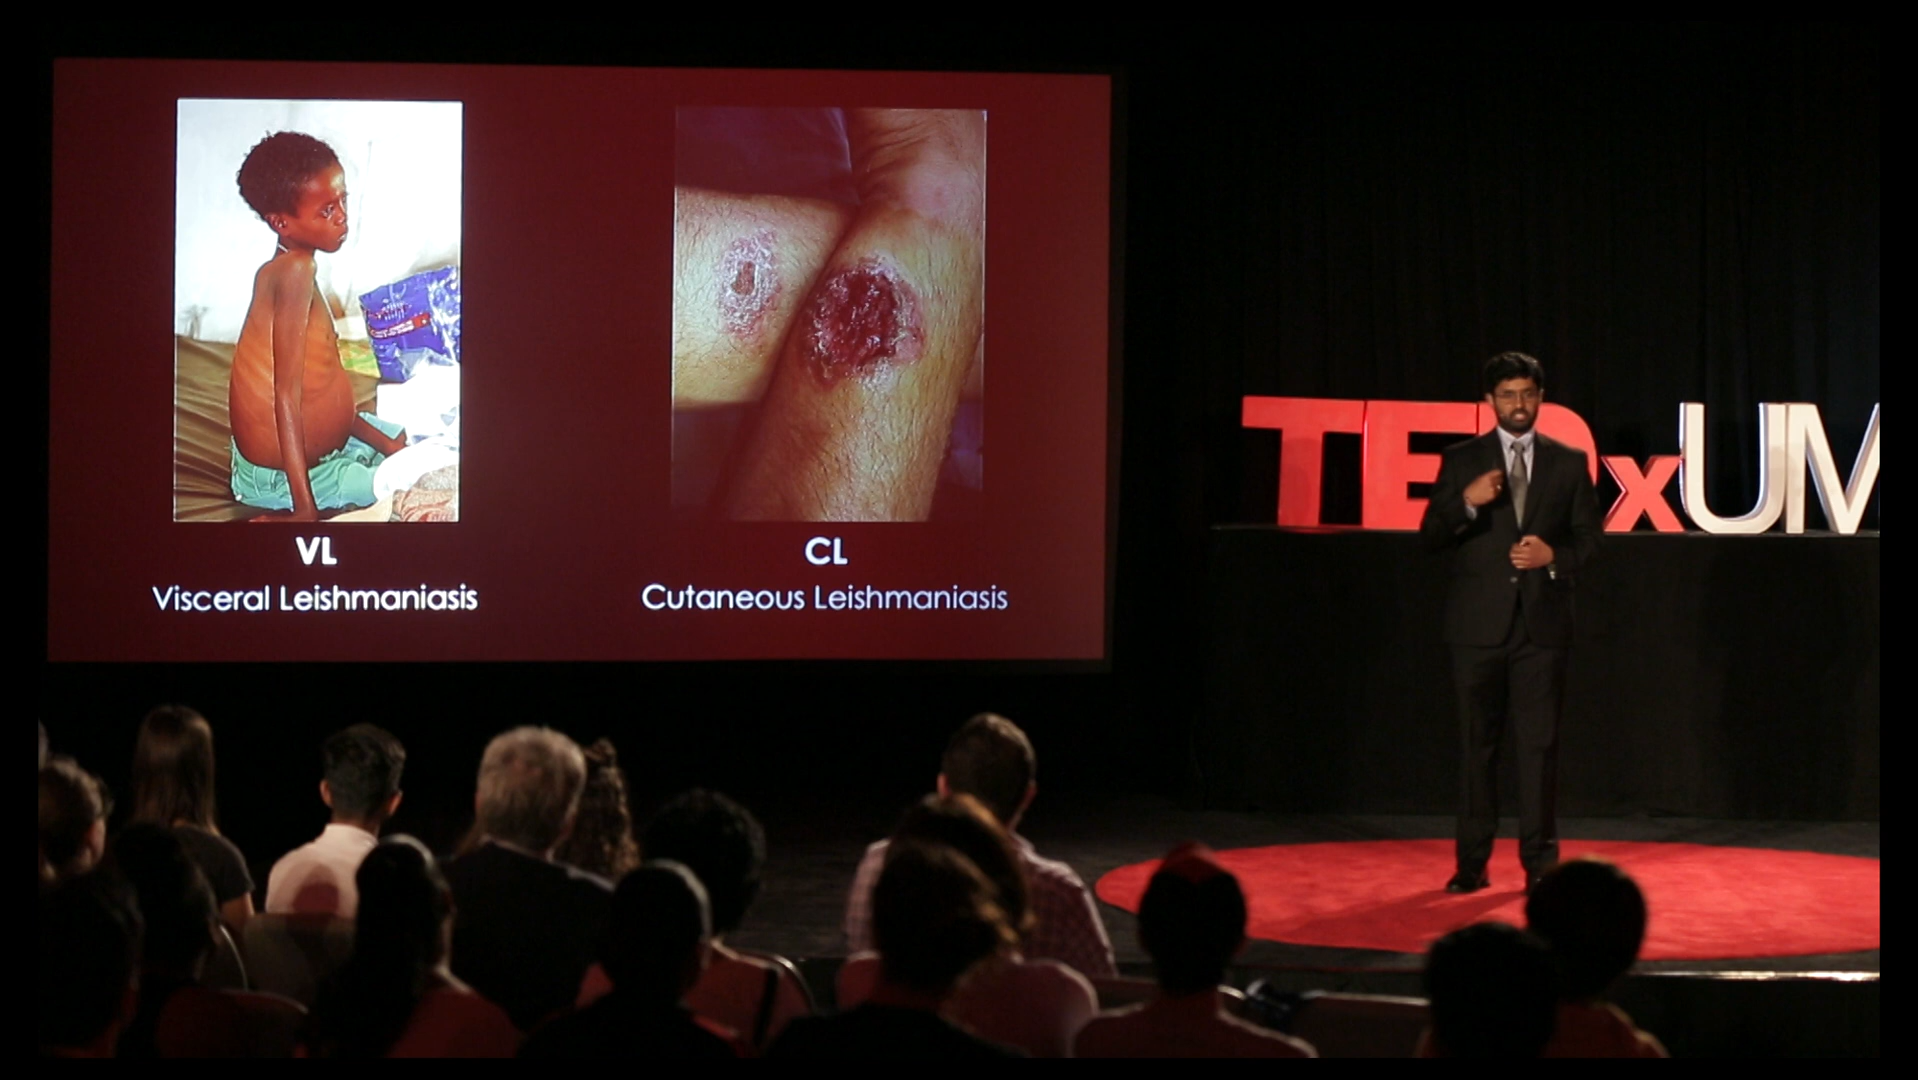 VL
Visceral Leishmaniasis
CL
Cutaneous Leishmaniasis
TEDxUM